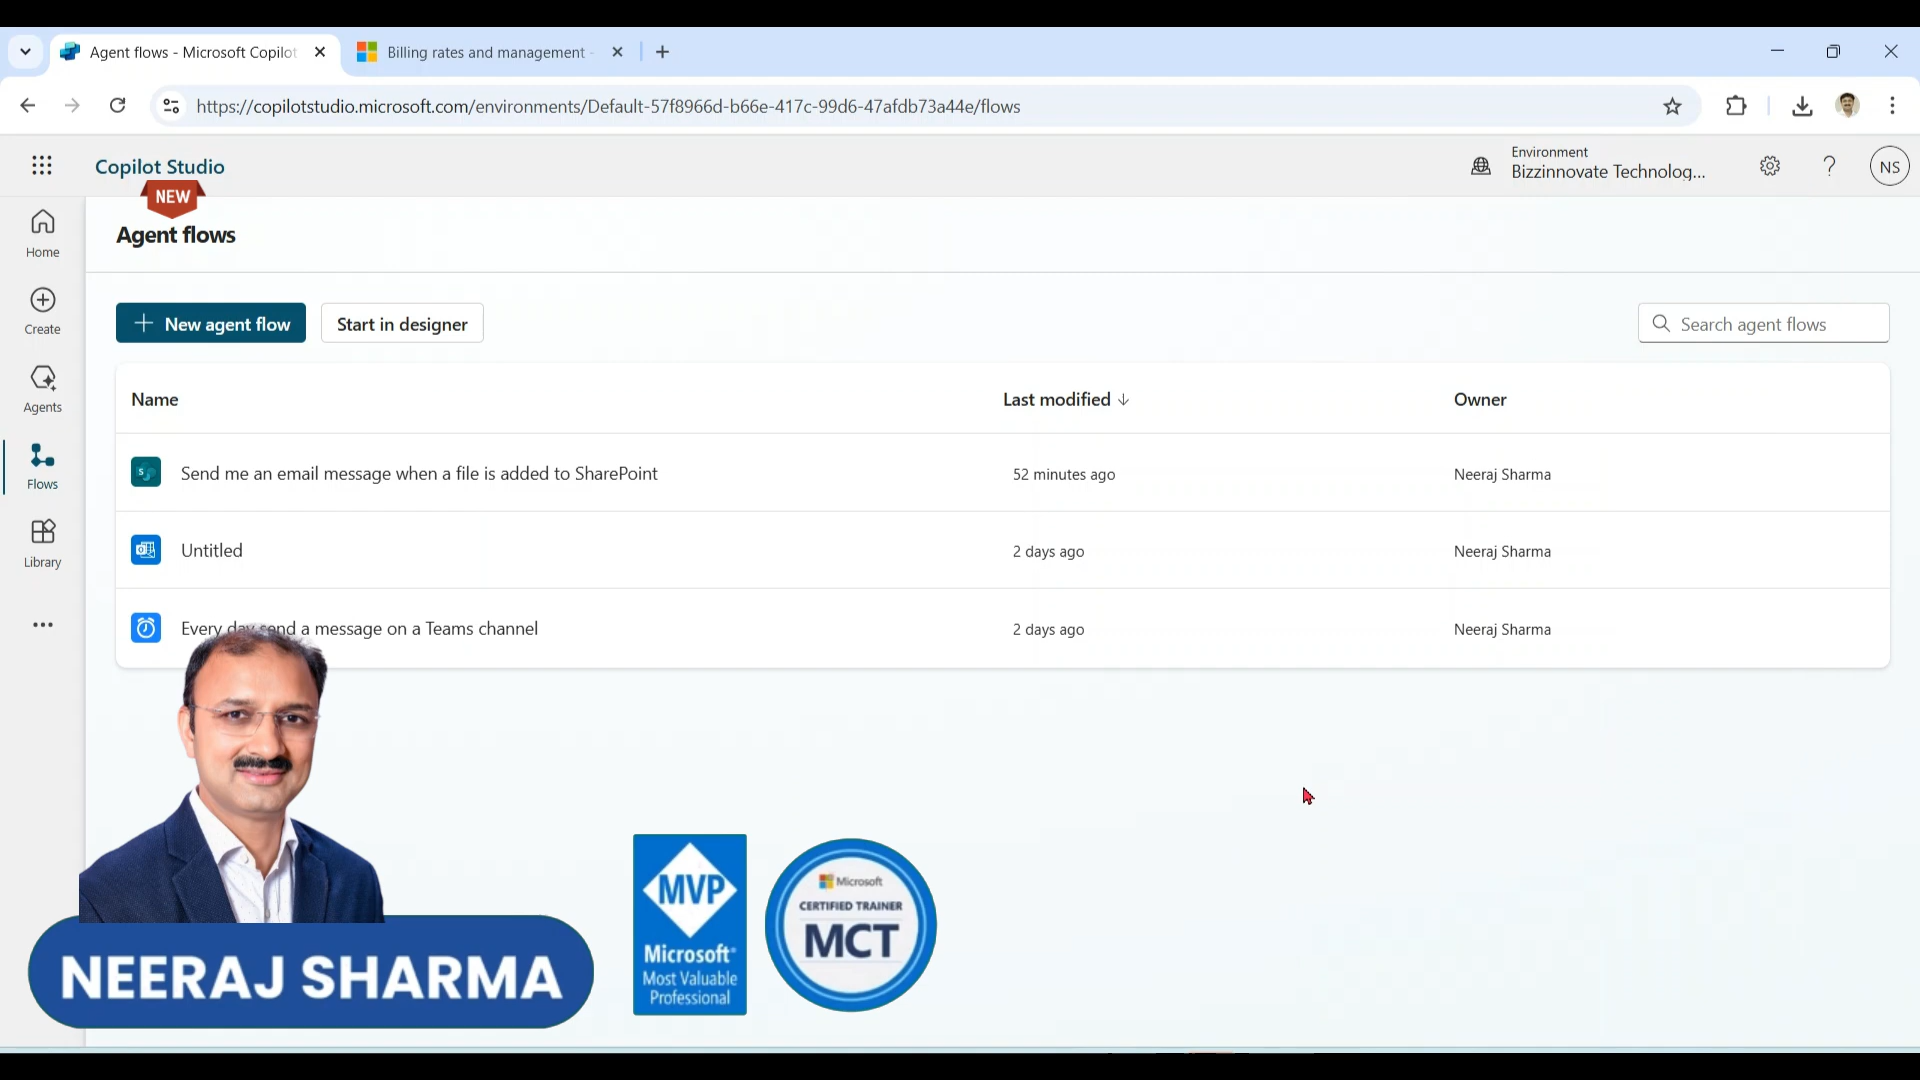 Agent flows - Microsoft Copilot
Billing rates and management -
https://copilotstudio.microsoft.com/environments/Default-57f8966d-b66e-417c-99d6-47afdb73a44e/flows
Copilot Studio
NEW
Environment
Bizzinnovate Technolog...
?
NS
Home
Create
Agents
Flows
Library
Agent flows
New agent flow
Start in designer
Search agent flows
Name
Last modified ↓
Owner
Send me an email message when a file is added to SharePoint
52 minutes ago
Neeraj Sharma
Untitled
2 days ago
Neeraj Sharma
Every day send a message on a Teams channel
2 days ago
Neeraj Sharma
NEERAJ SHARMA
MVP
Microsoft®
Most Valuable
Professional
Microsoft
CERTIFIED TRAINER
MCT